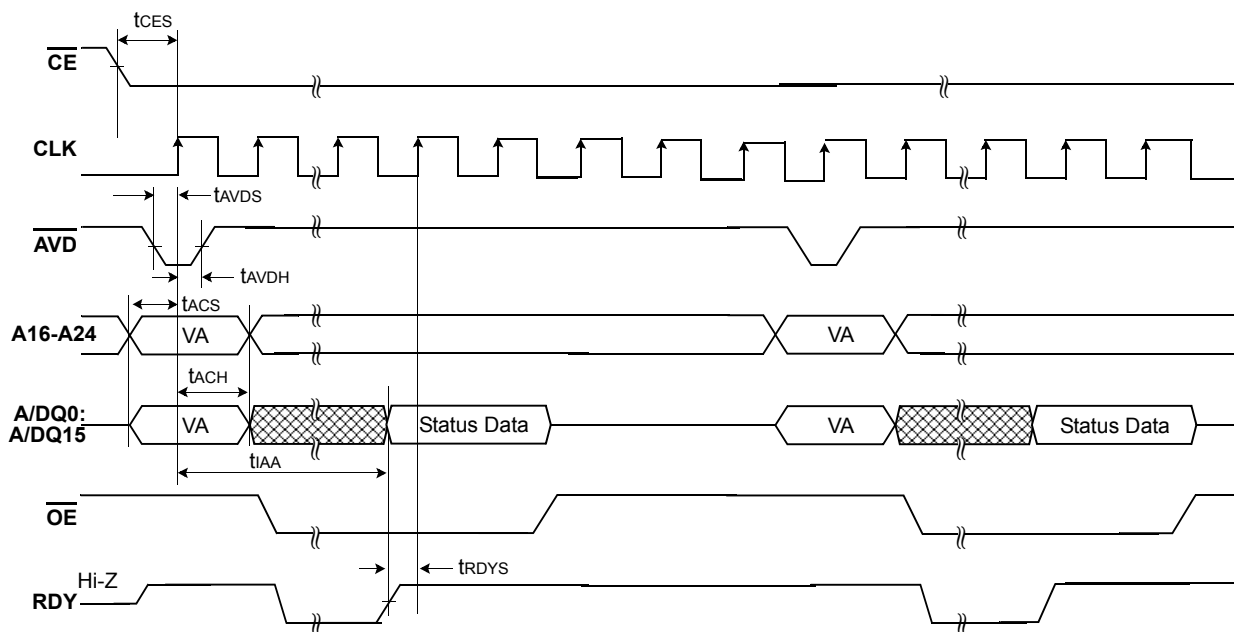 tCES
CE
CLK
tAVDS
AVD
tAVDH
tACS
A16-A24
VA
VA
tACH
A/DQ0:
A/DQ15
VA
Status Data
VA
Status Data
tIAA
OE
Hi-Z
tRDYS
RDY